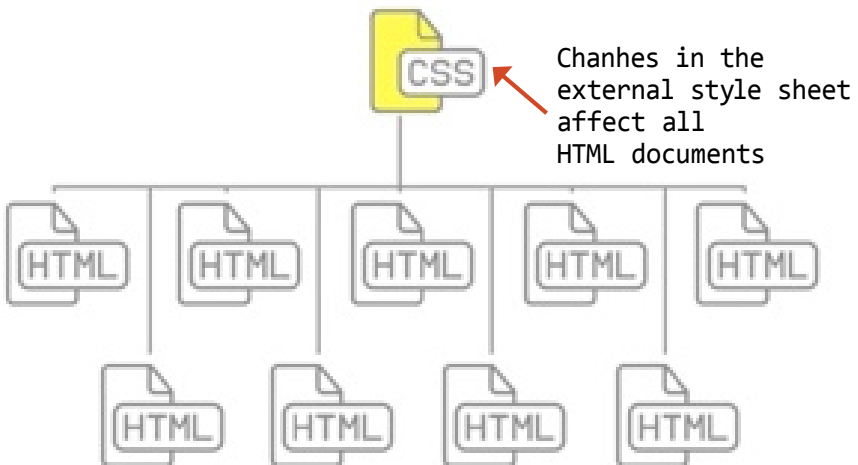 CSS
Chanhes in the
external style sheet
affect all
HTML documents
HTML
HTML
HTML
HTML
HTML
HTML
HTML
HTML
HTML